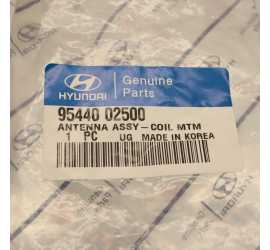 HYUNDAI
Genuine
Parts
95440 02500
ANTENNA ASSY-COIL MTM
1 PC UG MADE IN KOREA